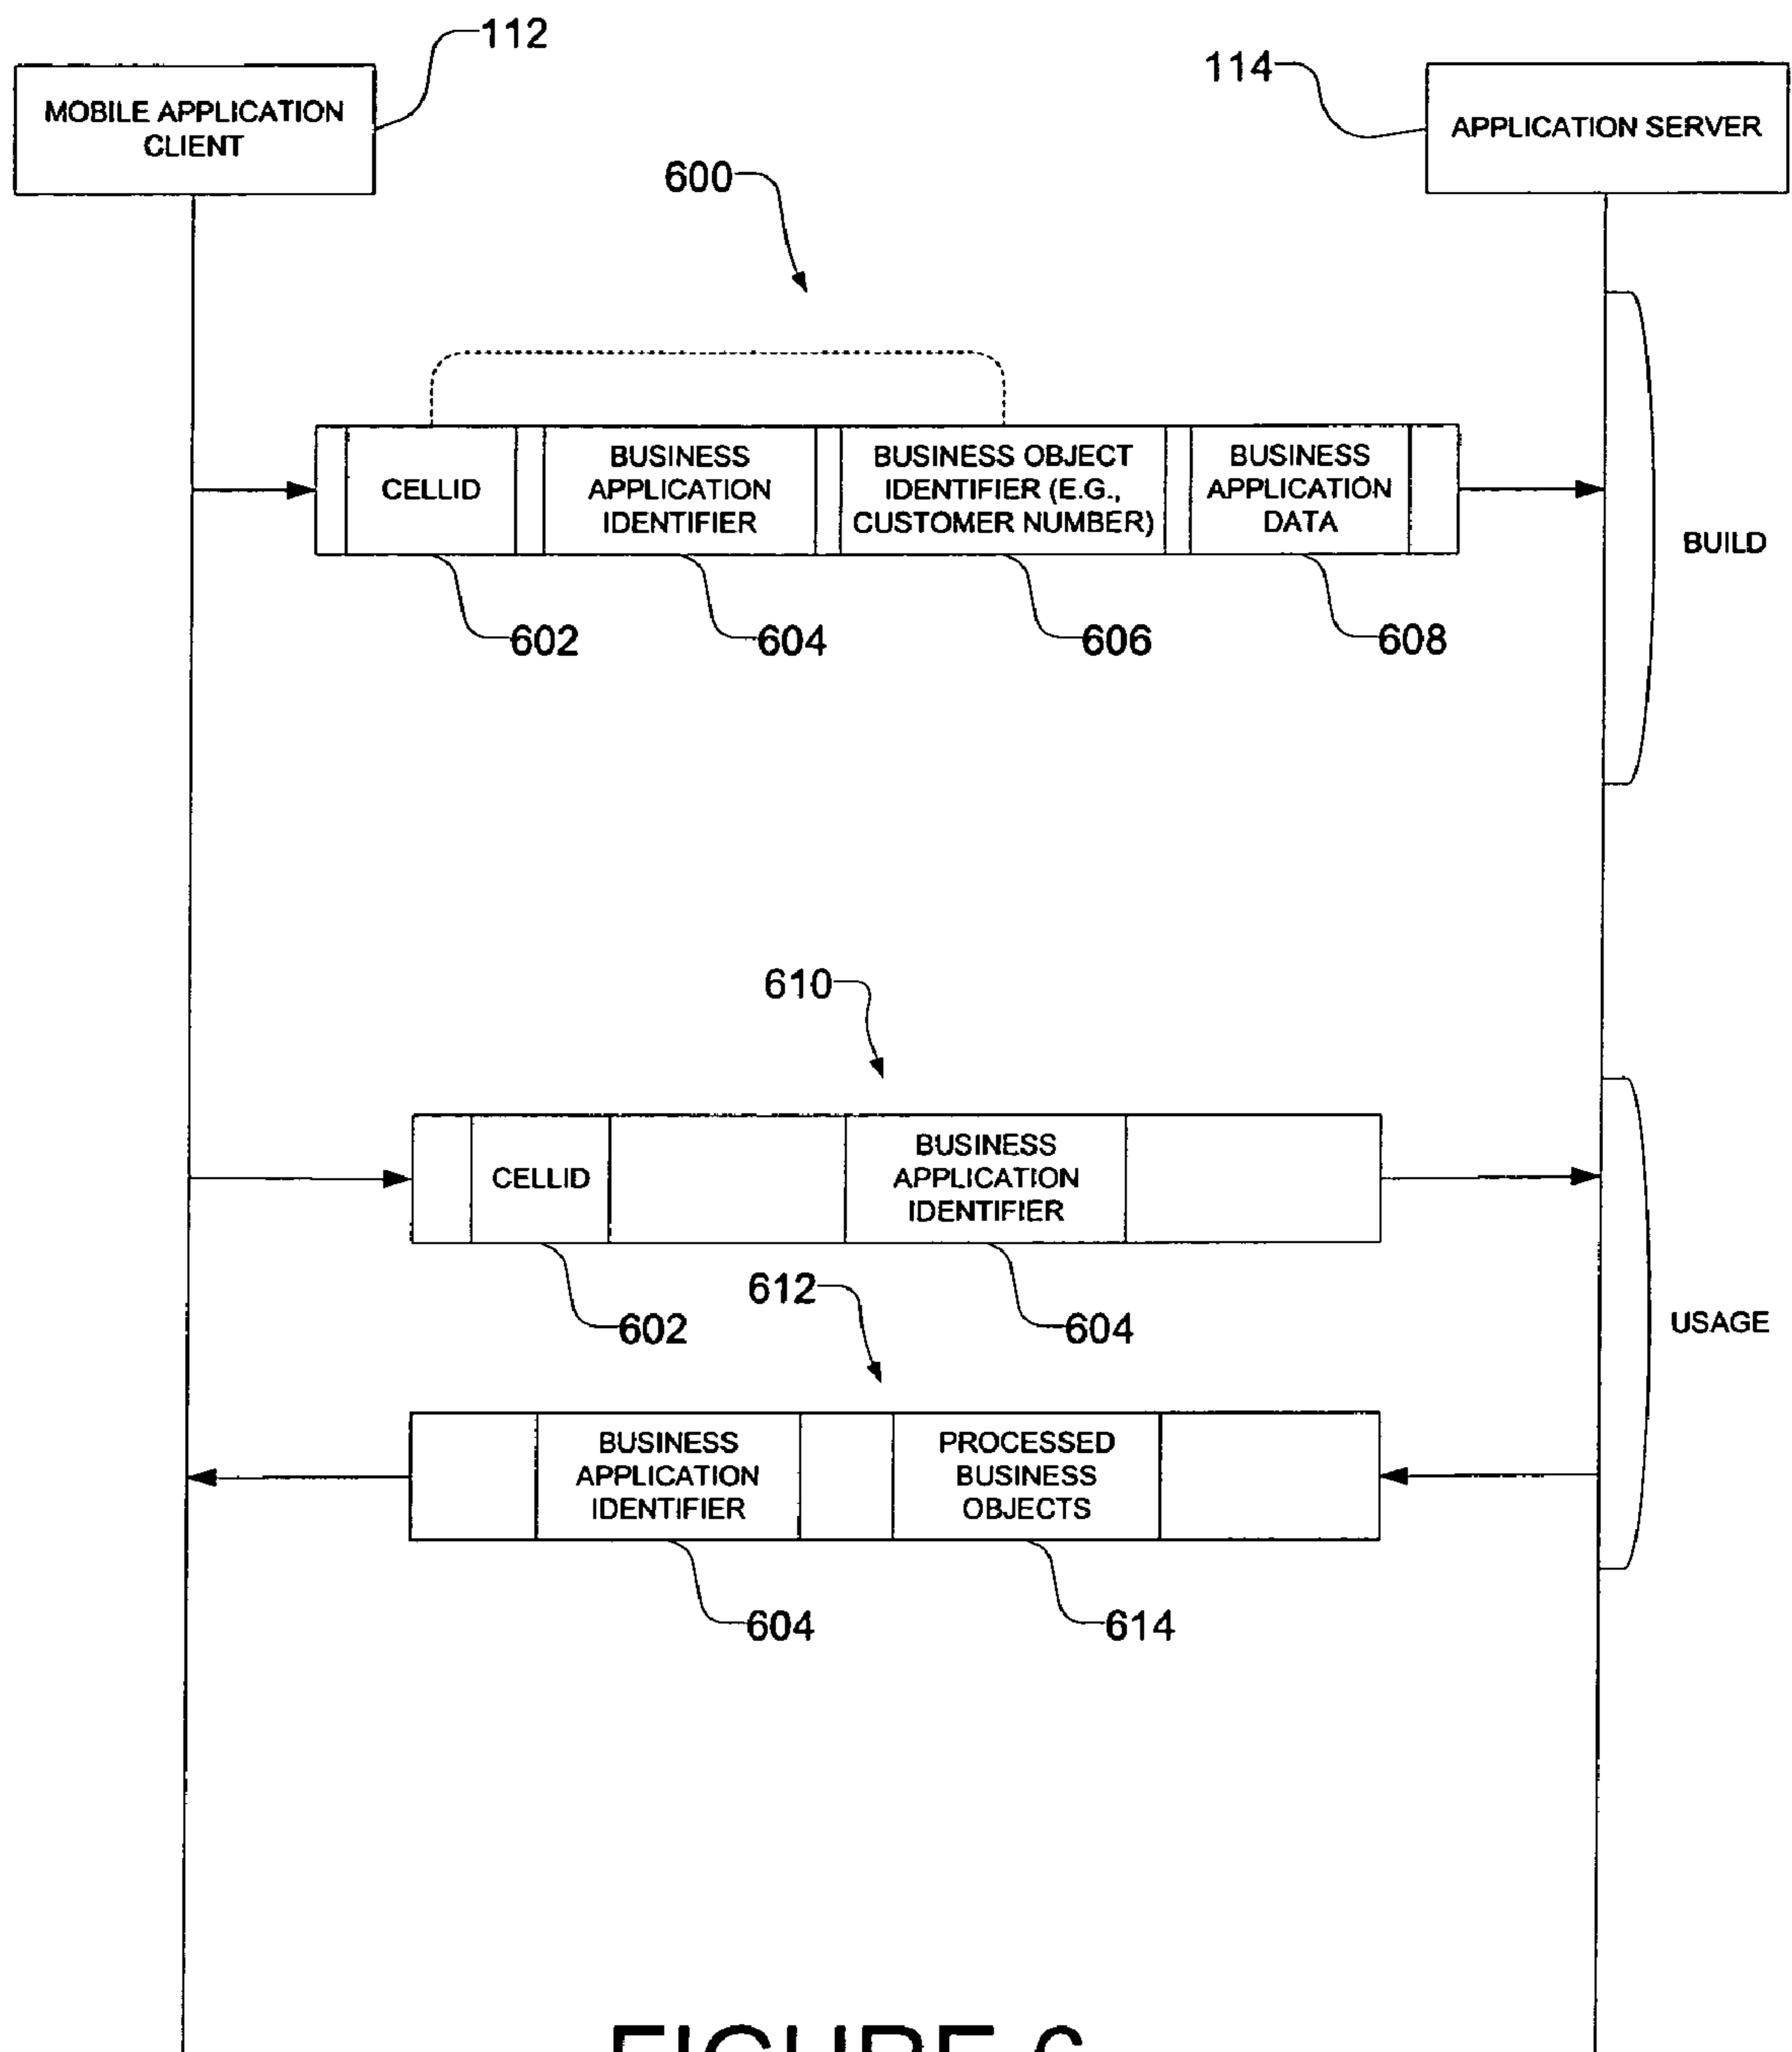 112
MOBILE APPLICATION
CLIENT
114
APPLICATION SERVER
600
CELLID
BUSINESS
APPLICATION
IDENTIFIER
BUSINESS OBJECT
IDENTIFIER (E.G.,
CUSTOMER NUMBER)
BUSINESS
APPLICATION
DATA
BUILD
602
604
606
608
610
CELLID
BUSINESS
APPLICATION
IDENTIFIER
612
602
604
USAGE
BUSINESS
APPLICATION
IDENTIFIER
PROCESSED
BUSINESS
OBJECTS
604
614
FIGURE 6